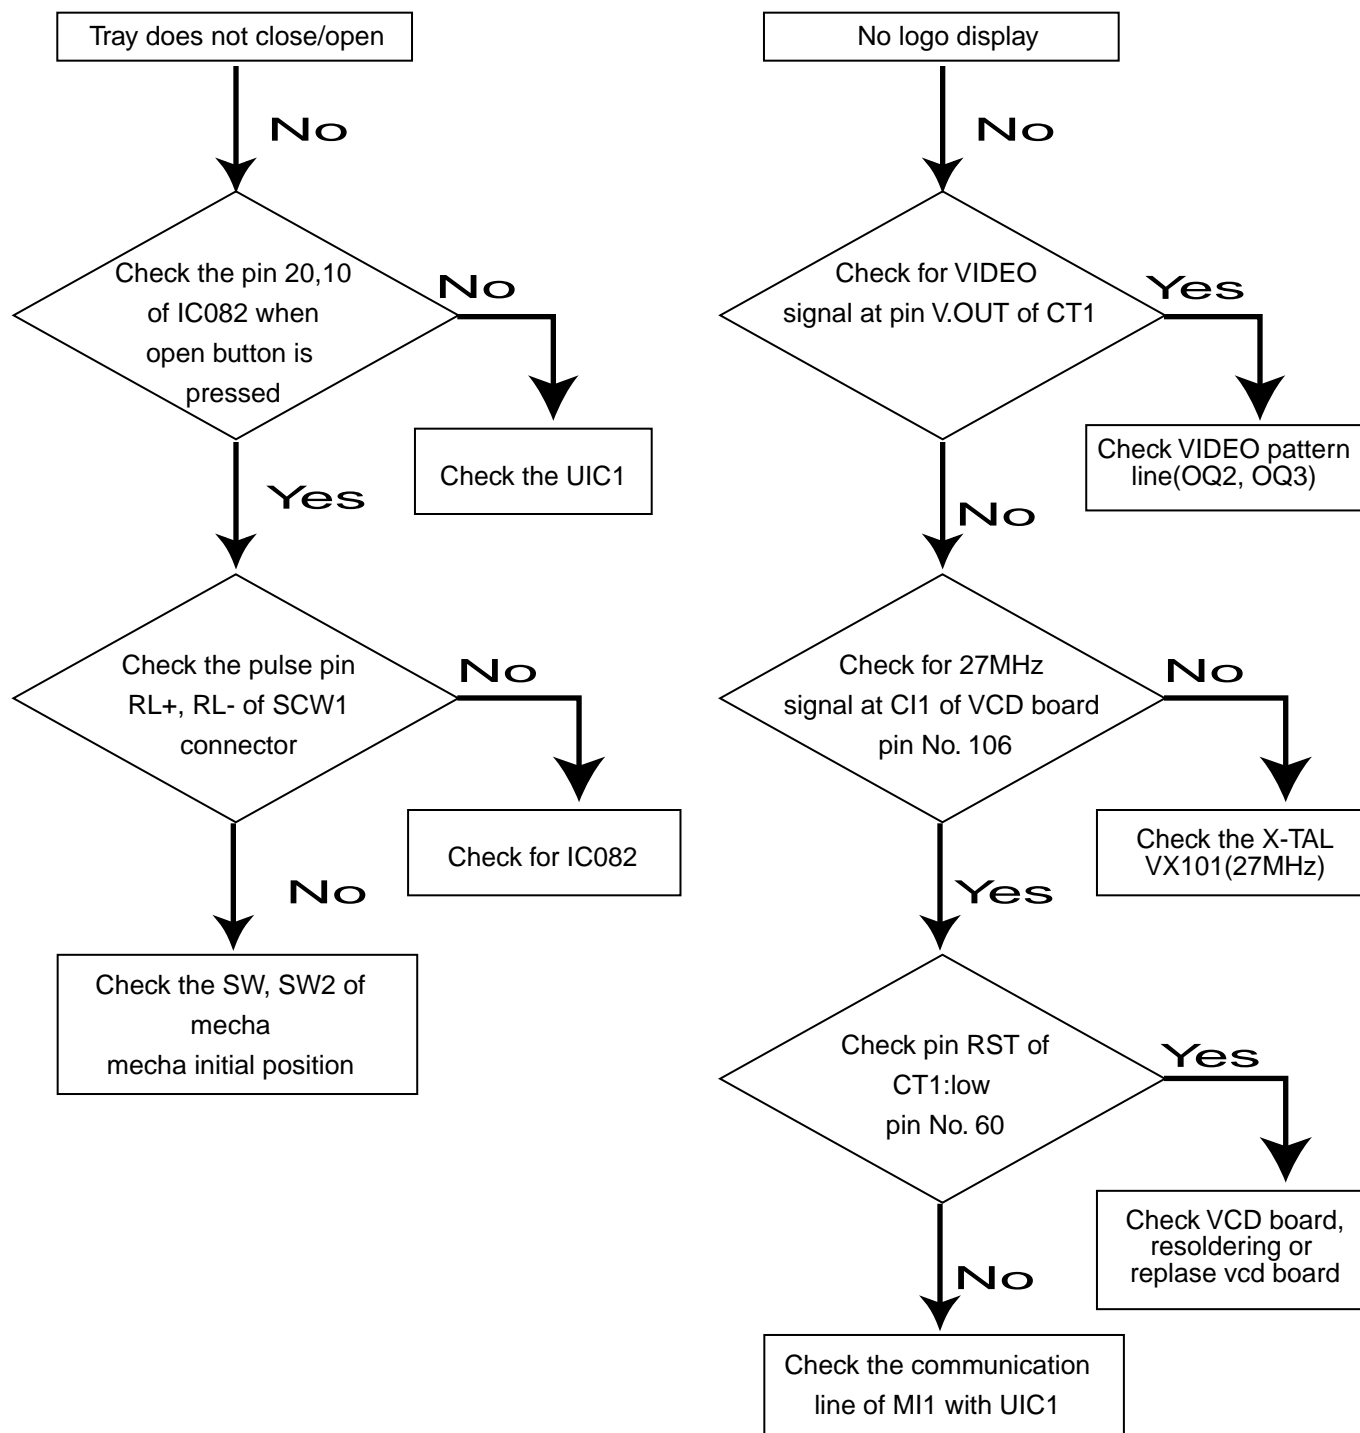 Tray does not close/open
No
Check the pin 20,10
of IC082 when
open button is
pressed
No
Check the UIC1
Yes
Check the pulse pin
RL+, RL- of SCW1
connector
No
Check for IC082
No
Check the SW, SW2 of
mecha
mecha initial position
No logo display
No
Check for VIDEO
signal at pin V.OUT of CT1
Yes
Check VIDEO pattern
line(OQ2, OQ3)
No
Check for 27MHz
signal at CI1 of VCD board
pin No. 106
No
Check the X-TAL
VX101(27MHz)
Yes
Check pin RST of
CT1:low
pin No. 60
Yes
Check VCD board,
resoldering or
replase vcd board
No
Check the communication
line of MI1 with UIC1